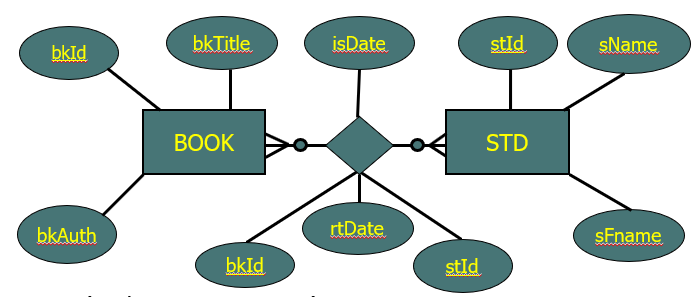 bkId
bkTitle
isDate
stId
sName
BOOK
STD
bkAuth
bkId
rtDate
stId
sFname